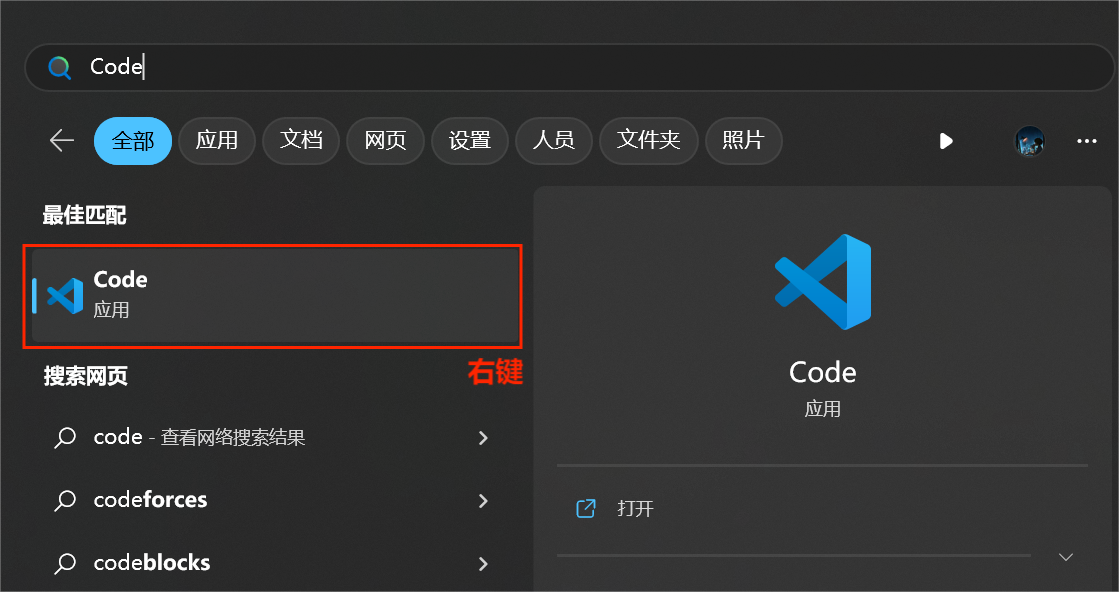 Code
全部 应用 文档 网页 设置 人员 文件夹 照片
最佳匹配
Code
应用
右键
搜索网页
code - 查看网络搜索结果
codeforces
codeblocks
Code
应用
打开